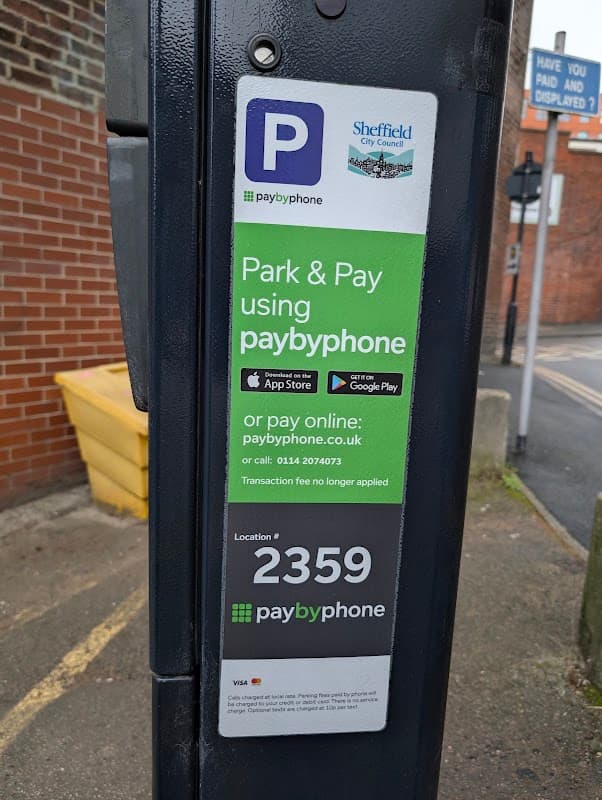 HAVE YOU
PAID AND
DISPLAYED ?
P
Sheffield
City Council
paybyphone
Park & Pay
using
paybyphone
Download on the
App Store
GET IT ON
Google Play
or pay online:
paybyphone.co.uk
or call: 0114 2074073
Transaction fee no longer applied
Location #
2359
paybyphone
VISA
Calls charged at local rate. Parking fees paid by phone will
be charged to your credit or debit card. There is no service
charge. Optional texts are charged at 10p per text.